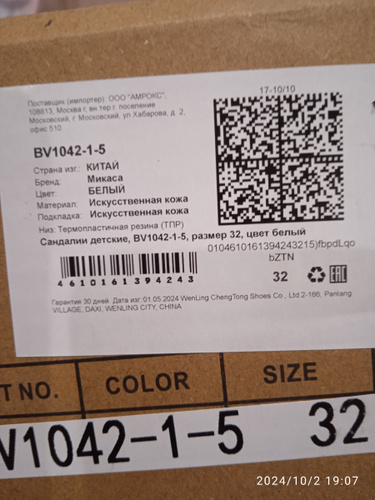 Поставщик (импортер): ООО "АМРОКС",
108813, Москва г, вн тер г. поселение
Московский, г. Московский, ул Хабарова, д. 2,
офис 510
17-10/10
BV1042-1-5
Страна изг.: КИТАЙ
Бренд: Микаса
Цвет: БЕЛЫЙ
Материал: Искусственная кожа
Подкладка: Искусственная кожа
Низ: Термопластичная резина (ТПР)
Сандалии детские, BV1042-1-5, размер 32, цвет белый
0104610161394243215)fbpdLqo
bZTN
4610161394243
32
EAC
Гарантия 30 дней. Дата изг.:01.05.2024 WenLing ChengTong Shoes Co., Ltd 2-166, Pantang
VILLAGE, DAXI, WENLING CITY, CHINA
T NO. COLOR SIZE
V1042-1-5 32
2024/10/2 19:07